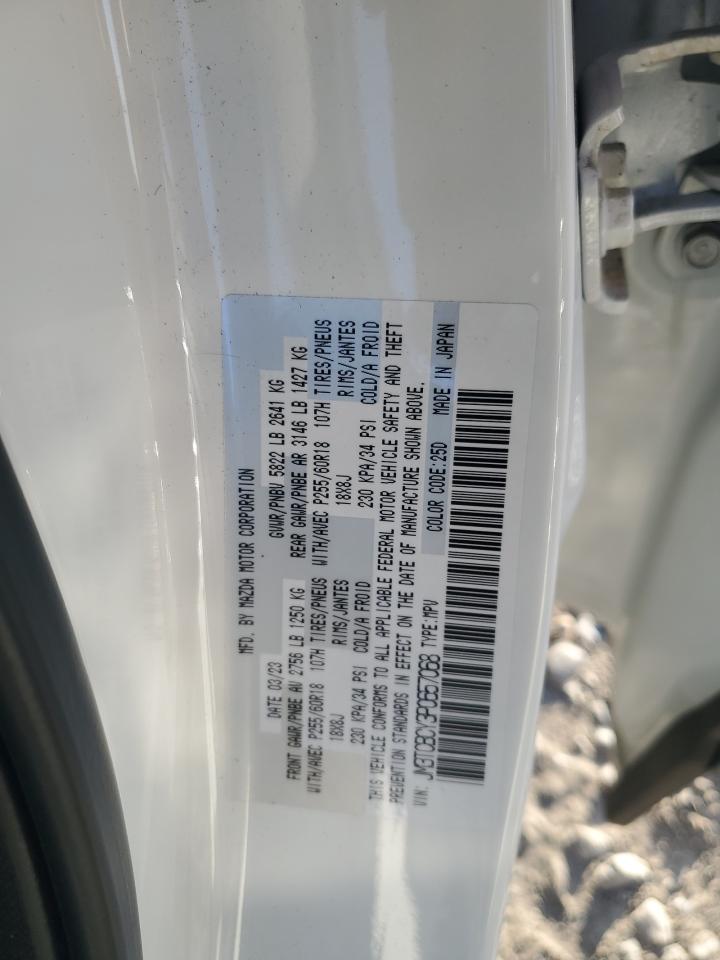 MFD. BY MAZDA MOTOR CORPORATION
DATE 03/23 GVWR/PNBV 5822 LB 2641 KG
FRONT GAWR/PNBE AV 2756 LB 1250 KG REAR GAWR/PNBE AR 3146 LB 1427 KG
WITH/AVEC P255/60R18 107H TIRES/PNEUS WITH/AVEC P255/60R18 107H TIRES/PNEUS
18X8J RIMS/JANTES 18X8J RIMS/JANTES
230 KPA/34 PSI COLD/A FROID 230 KPA/34 PSI COLD/A FROID
THIS VEHICLE CONFORMS TO ALL APPLICABLE FEDERAL MOTOR VEHICLE SAFETY AND THEFT
PREVENTION STANDARDS IN EFFECT ON THE DATE OF MANUFACTURE SHOWN ABOVE.
VIN: JM3TCBCY3P0657068 TYPE:MPV COLOR CODE:25D MADE IN JAPAN